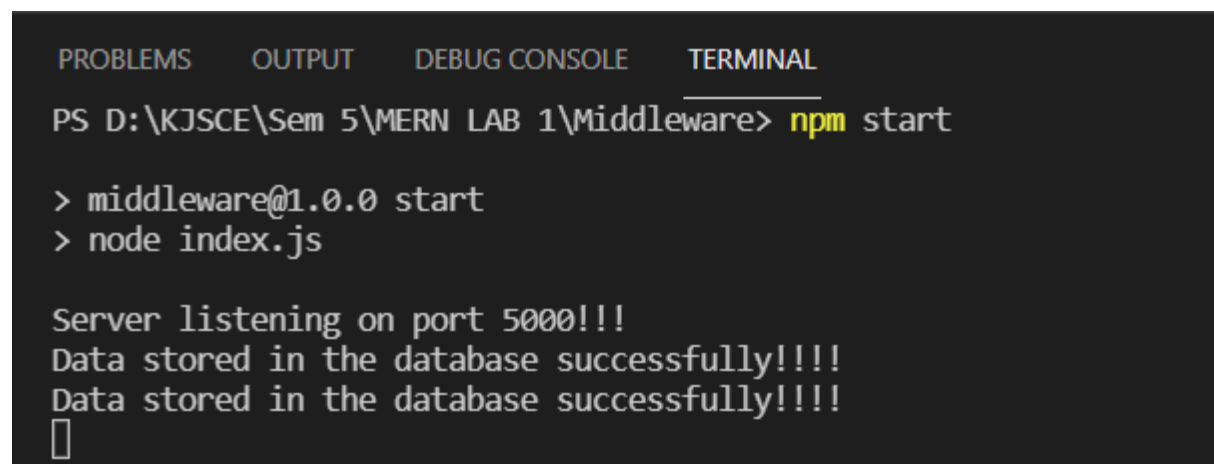 PROBLEMS OUTPUT DEBUG CONSOLE TERMINAL
PS D:\KJSCE\Sem 5\MERN LAB 1\Middleware> npm start
> middleware@1.0.0 start
> node index.js
Server listening on port 5000!!!
Data stored in the database successfully!!!!
Data stored in the database successfully!!!!